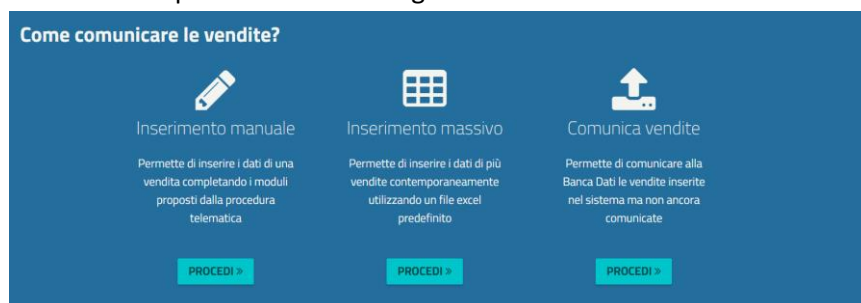 Come comunicare le vendite?
Inserimento manuale
Permette di inserire i dati di una
vendita completando i moduli
proposti dalla procedura
telematica
PROCEDI »
Inserimento massivo
Permette di inserire i dati di più
vendite contemporaneamente
utilizzando un file excel
predefinito
PROCEDI »
Comunica vendite
Permette di comunicare alla
Banca Dati le vendite inserite
nel sistema ma non ancora
comunicate
PROCEDI »